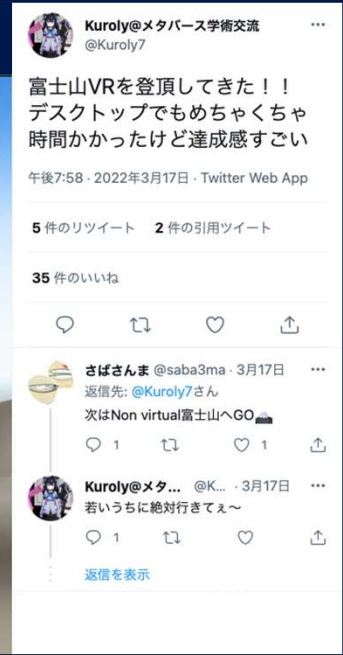 Kuroly@メタバース学術交流
@Kuroly7
富士山VRを登頂してきた！！
デスクトップでもめちゃくちゃ
時間かかったけど達成感すごい
午後7:58 · 2022年3月17日 · Twitter Web App
5 件のリツイート 2 件の引用ツイート
35 件のいいね
さばさんま @saba3ma · 3月17日
返信先: @Kuroly7さん
次はNon virtual富士山へGO🗻
1 1
Kuroly@メタ... @K... · 3月17日
若いうちに絶対行きてぇ〜
1
返信を表示